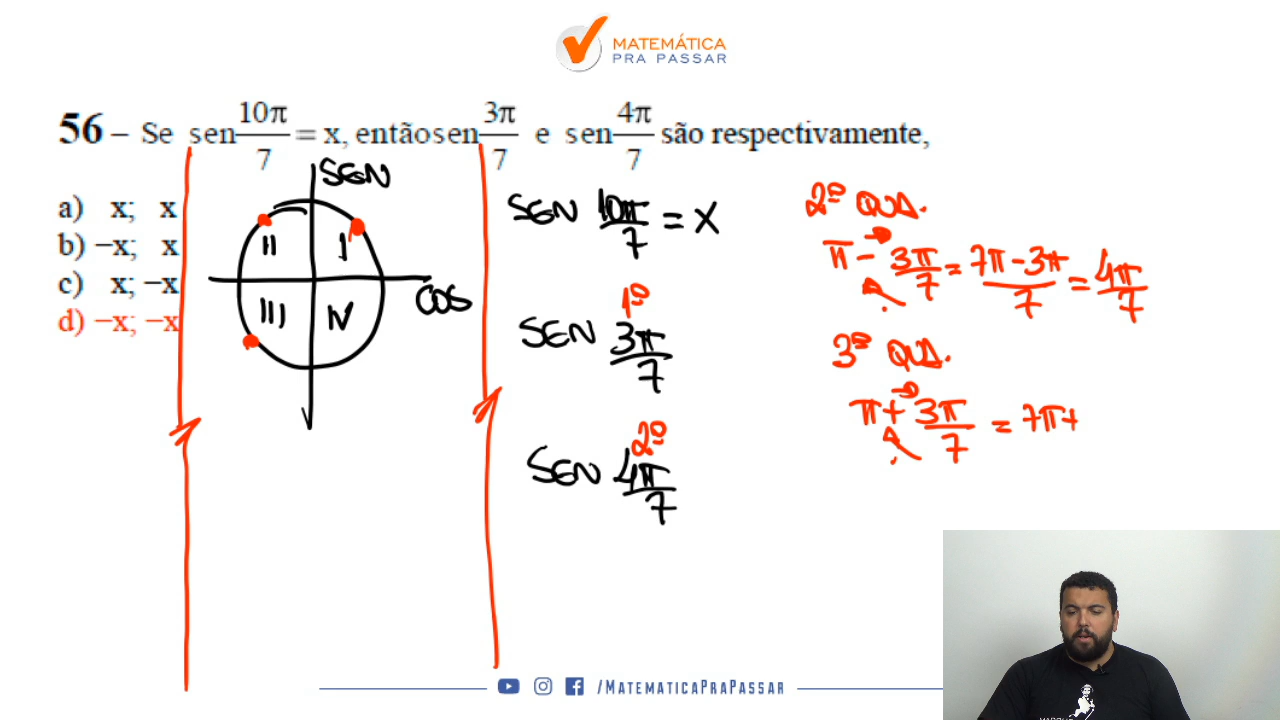 MATEMÁTICA
PRA PASSAR
56 – Se sen 10π/7 = x, então sen 3π/7 e sen 4π/7 são respectivamente,
a) x; x
b) −x; x
c) x; −x
d) −x; −x
SEN
COS
II
I
III
IV
SEN 10π/7 = x
1º
SEN 3π/7
2º
SEN 4π/7
2º QUA.
π − 3π/7 = 7π − 3π/7 = 4π/7
3º QUA.
π + 3π/7 = 7π+
/MATEMATICAPRAPASSAR